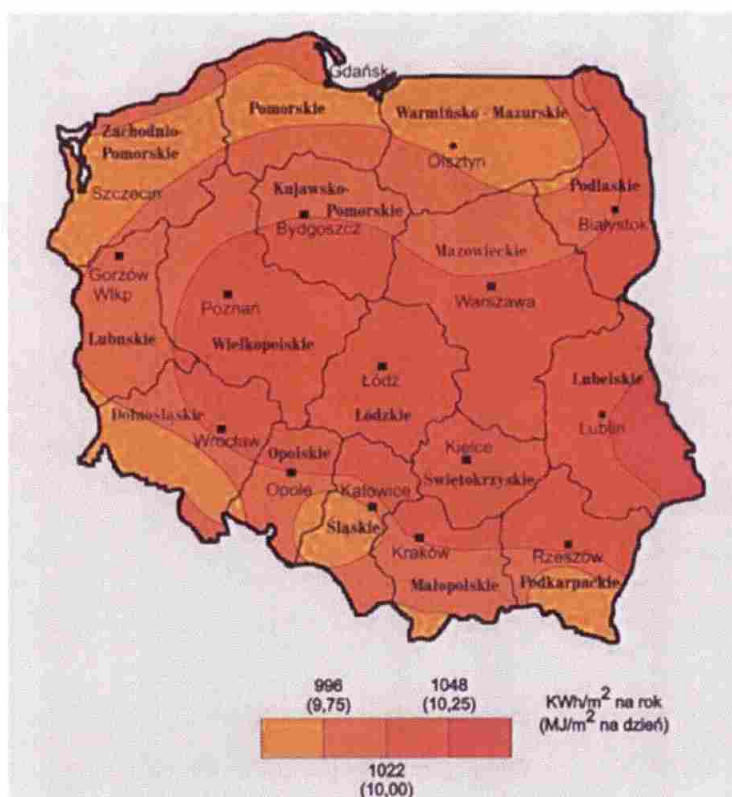 Gdańsk
Pomorskie
Warmińsko - Mazurskie
Zachodnio-
Pomorskie
Olsztyn
Szczecin
Kujawsko-
Pomorskie
Podlaskie
Bydgoszcz
Białystok
Mazowieckie
Gorzów
Wlkp
Poznań
Warszawa
Lubuskie
Wielkopolskie
Łódź
Łódzkie
Lubelskie
Dolnośląskie
Lublin
Wrocław
Opolskie
Kielce
Świętokrzyskie
Opole
Katowice
Śląskie
Kraków
Rzeszów
Małopolskie
Podkarpackie
996
(9,75)
1048
(10,25)
KWh/m² na rok
(MJ/m² na dzień)
1022
(10,00)